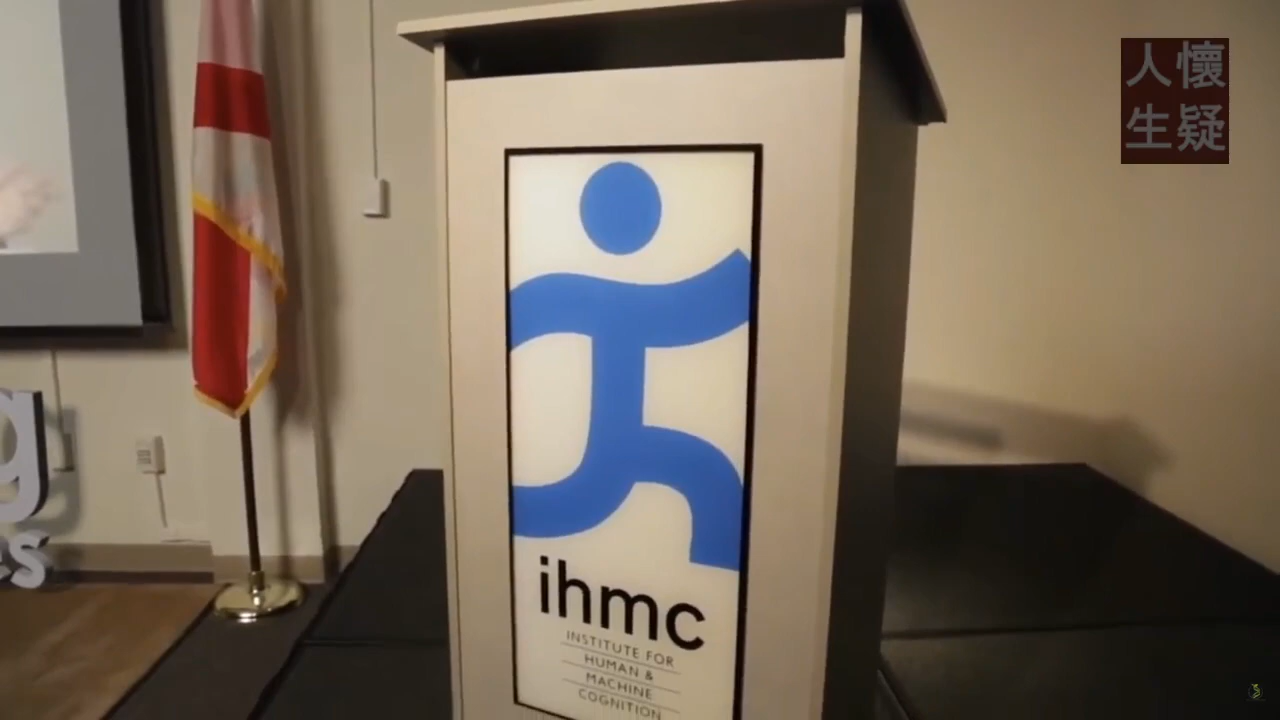 懷疑
人生
ihmc
INSTITUTE FOR
HUMAN &
MACHINE
COGNITION